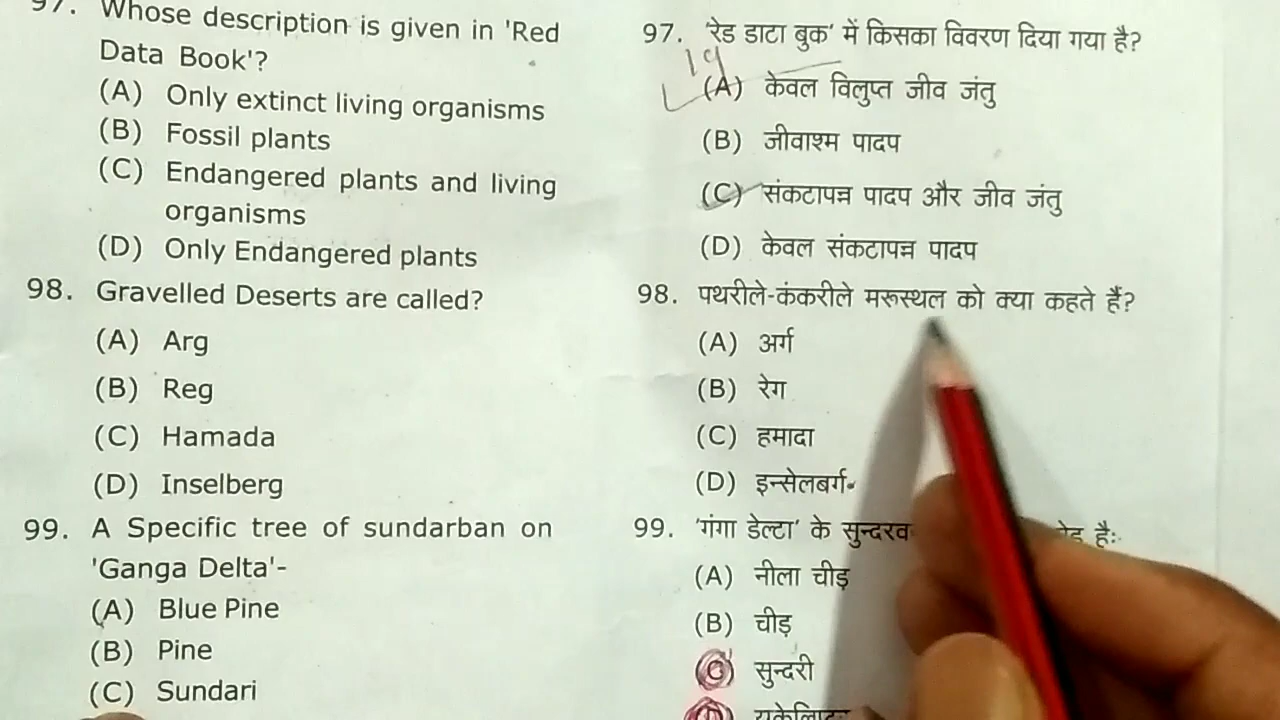 97. Whose description is given in 'Red
Data Book'?
(A) Only extinct living organisms
(B) Fossil plants
(C) Endangered plants and living
organisms
(D) Only Endangered plants
98. Gravelled Deserts are called?
(A) Arg
(B) Reg
(C) Hamada
(D) Inselberg
99. A Specific tree of sundarban on
'Ganga Delta'-
(A) Blue Pine
(B) Pine
(C) Sundari
97. 'रेड डाटा बुक' में किसका विवरण दिया गया है?
(A) केवल विलुप्त जीव जंतु
(B) जीवाश्म पादप
(C) संकटापन्न पादप और जीव जंतु
(D) केवल संकटापन्न पादप
98. पथरीले-कंकरीले मरूस्थल को क्या कहते हैं?
(A) अर्ग
(B) रेग
(C) हमादा
(D) इन्सेलबर्ग
99. 'गंगा डेल्टा' के है:
(A) नीला चीड़
(B) चीड़
(C) सुन्दरी